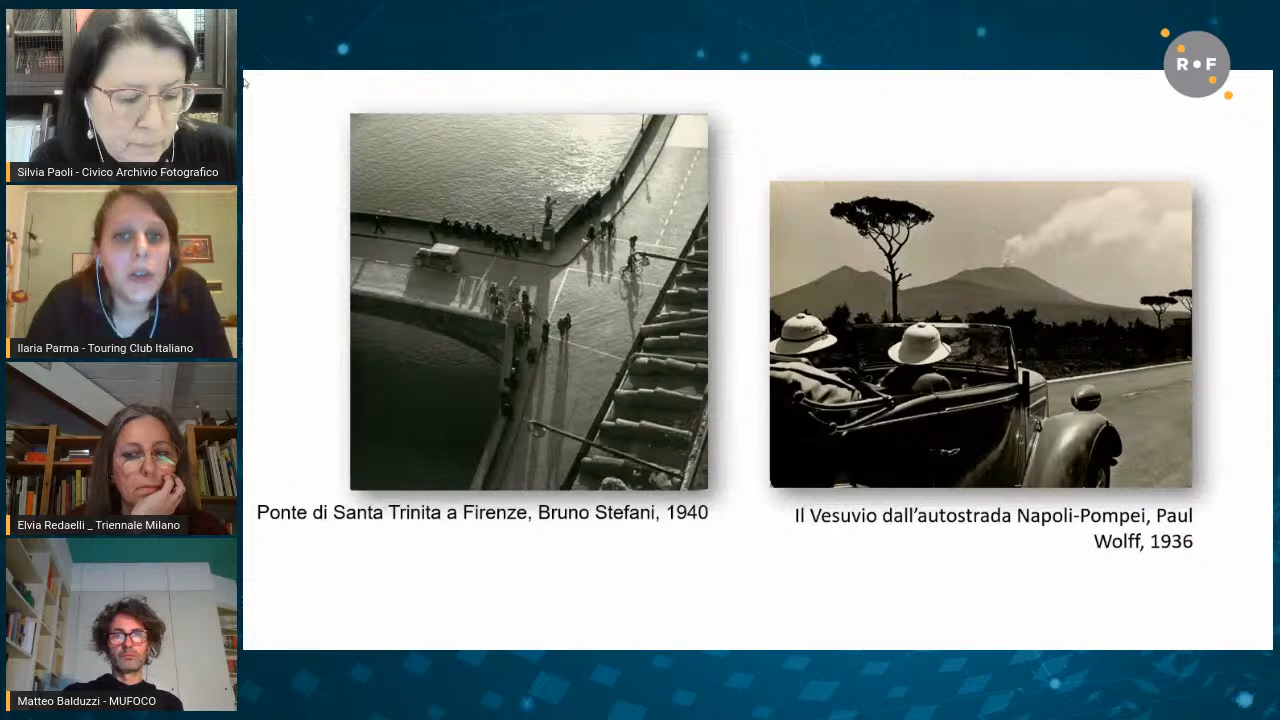 Silvia Paoli - Civico Archivio Fotografico
Ilaria Parma - Touring Club Italiano
Elvia Redaelli _ Triennale Milano
Matteo Balduzzi - MUFOCO
R•F
Ponte di Santa Trinita a Firenze, Bruno Stefani, 1940
Il Vesuvio dall’autostrada Napoli-Pompei, Paul
Wolff, 1936